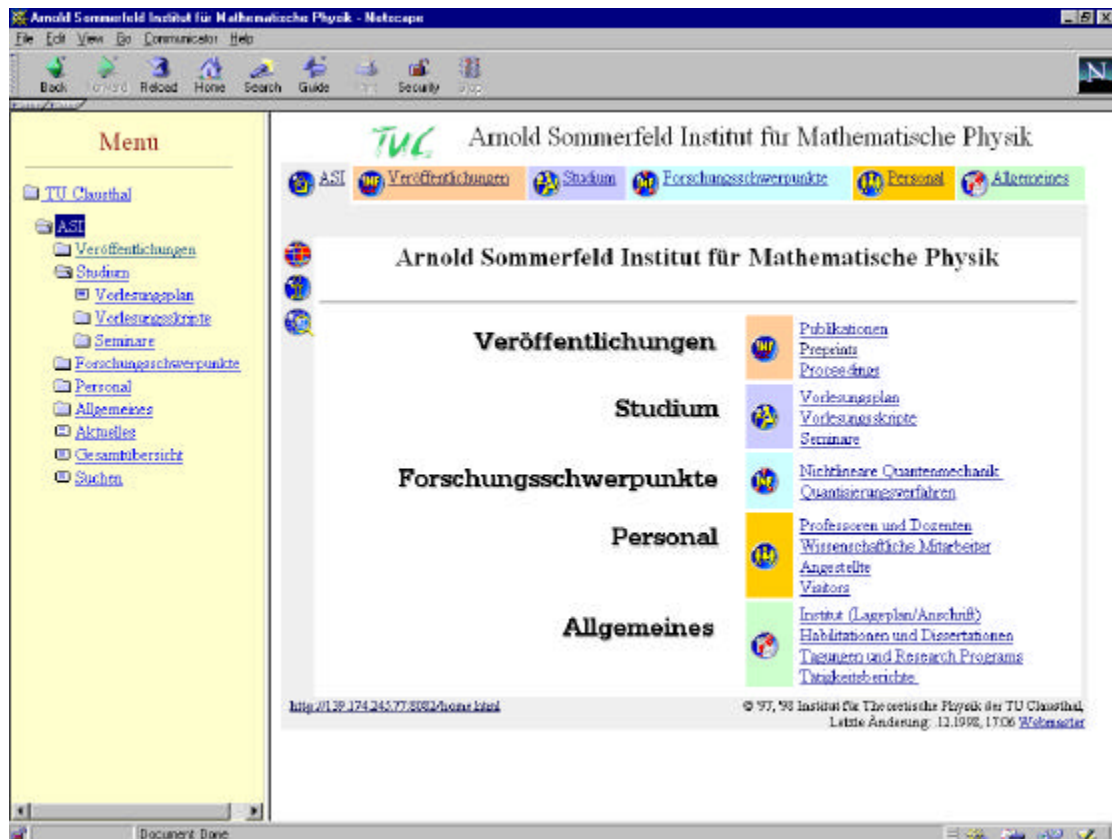 Arnold Sommerfeld Institut für Mathematische Physik - Netscape
File Edit View Go Communicator Help
Back Forward Reload Home Search Guide Print Security Stop
N
Menü
TU Clausthal
ASI
Veröffentlichungen
Studium
Vorlesungsplan
Vorlesungsskripte
Seminare
Forschungsschwerpunkte
Personal
Allgemeines
Aktuelles
Gesamtübersicht
Suchen
TUC Arnold Sommerfeld Institut für Mathematische Physik
ASI Veröffentlichungen Studium Forschungsschwerpunkte Personal Allgemeines
Arnold Sommerfeld Institut für Mathematische Physik
Veröffentlichungen
Publikationen
Preprints
Proceedings
Studium
Vorlesungsplan
Vorlesungsskripte
Seminare
Forschungsschwerpunkte
Nichtlineare Quantenmechanik
Quantisierungsverfahren
Personal
Professoren und Dozenten
Wissenschaftliche Mitarbeiter
Angestellte
Visitors
Allgemeines
Institut (Lageplan/Anschrift)
Habilitationen und Dissertationen
Tagungen und Research Programs
Tätigkeitsberichte
http://139.174.245.77:8082/home.html
© '97, '98 Institut für Theoretische Physik der TU Clausthal,
Letzte Änderung: .12.1998, 17:06 Webmaster
Document: Done